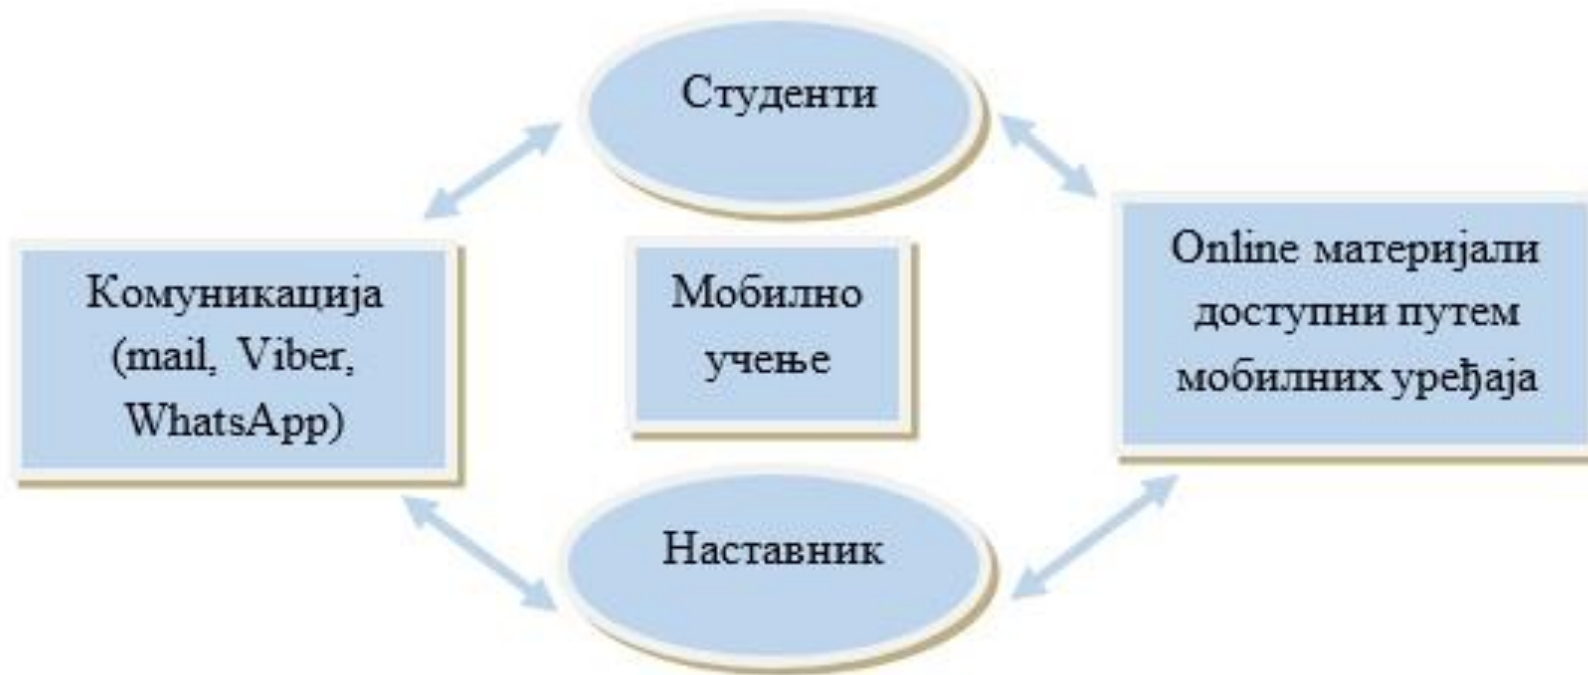 Студенти
Комуникација
(mail, Viber,
WhatsApp)
Мобилно
учење
Online материјали
доступни путем
мобилних уређаја
Наставник